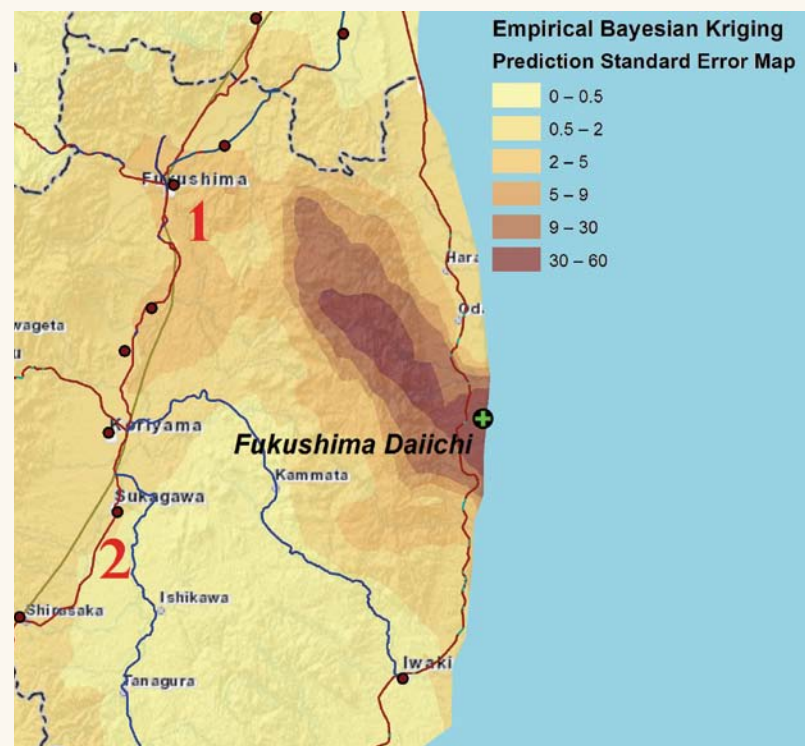 Empirical Bayesian Kriging
Prediction Standard Error Map
0 – 0.5
0.5 – 2
2 – 5
5 – 9
9 – 30
30 – 60
Fukushima
1
Hara
Oda
wageta
u
Koriyama
Fukushima Daiichi
Kammata
Sukagawa
2
Shirasaka
Ishikawa
Iwaki
Tanagura